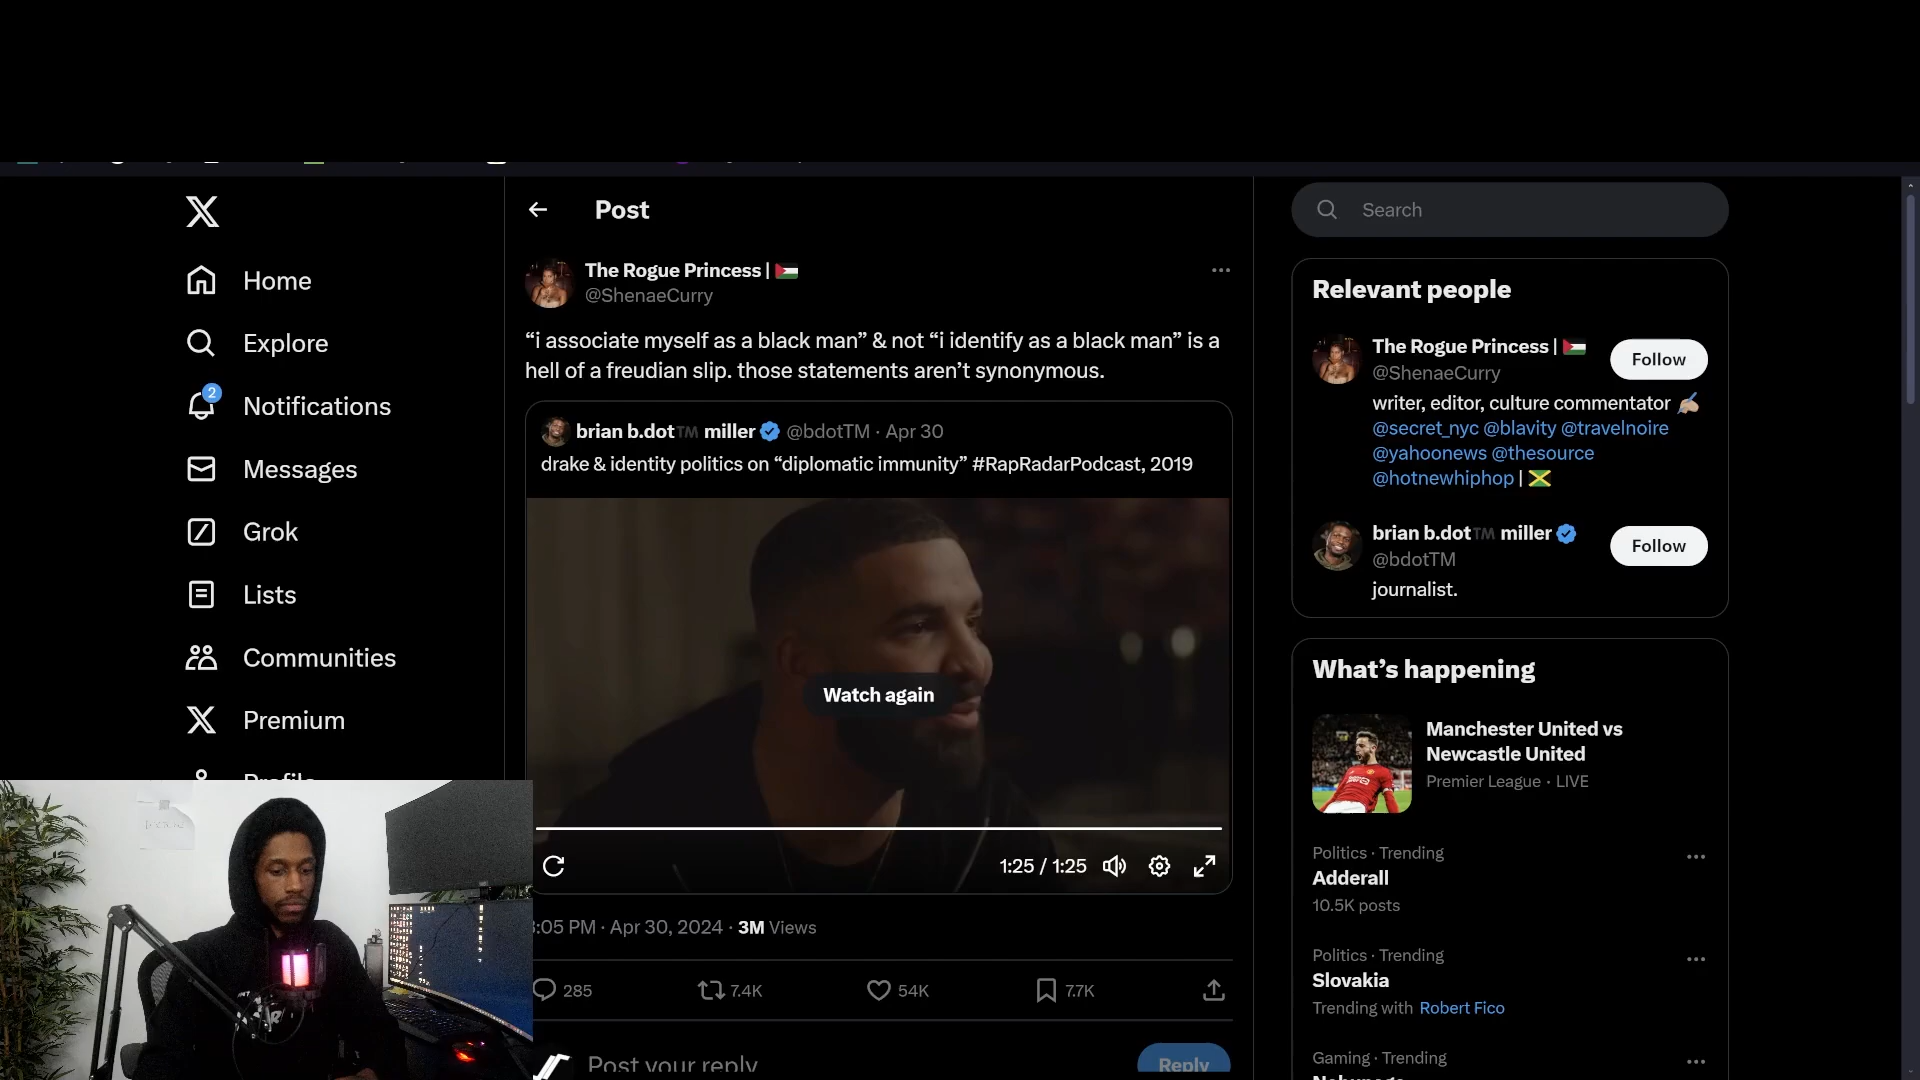 Post
Search
Home
Explore
2
Notifications
Messages
Grok
Lists
Communities
Premium
Profile
The Rogue Princess |
@ShenaeCurry
“i associate myself as a black man” & not “i identify as a black man” is a
hell of a freudian slip. those statements aren’t synonymous.
brian b.dot™ miller @bdotTM · Apr 30
drake & identity politics on “diplomatic immunity” #RapRadarPodcast, 2019
Watch again
1:25 / 1:25
:05 PM · Apr 30, 2024 · 3M Views
285
7.4K
54K
7.7K
Post your reply
Reply
Relevant people
The Rogue Princess |
Follow
@ShenaeCurry
writer, editor, culture commentator
@secret_nyc @blavity @travelnoire
@yahoonews @thesource
@hotnewhiphop |
brian b.dot™ miller
Follow
@bdotTM
journalist.
What’s happening
Manchester United vs
Newcastle United
Premier League · LIVE
Politics · Trending
Adderall
10.5K posts
Politics · Trending
Slovakia
Trending with Robert Fico
Gaming · Trending